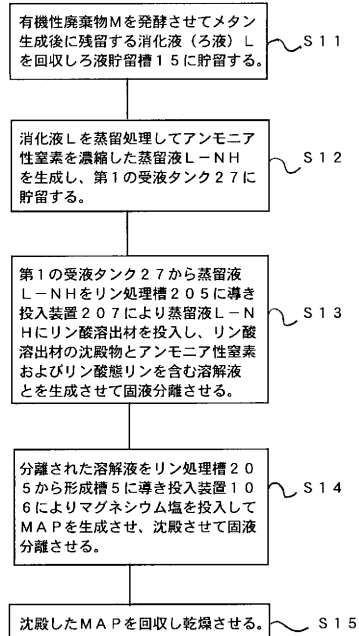 有機性廃棄物Mを発酵させてメタン
生成後に残留する消化液（ろ液）L
を回収しろ液貯留槽15に貯留する。
S11
消化液Lを蒸留処理してアンモニア
性窒素を濃縮した蒸留液L－NH
を生成し、第1の受液タンク27に
貯留する。
S12
第1の受液タンク27から蒸留液
L－NHをリン処理槽205に導き
投入装置207により蒸留液L－N
Hにリン酸溶出材を投入し、リン酸
溶出材の沈殿物とアンモニア性窒素
およびリン酸態リンを含む溶解液
とを生成させて固液分離させる。
S13
分離された溶解液をリン処理槽20
5から形成槽5に導き投入装置10
6によりマグネシウム塩を投入して
MAPを生成させ、沈殿させて固液
分離させる。
S14
沈殿したMAPを回収し乾燥させる。
S15